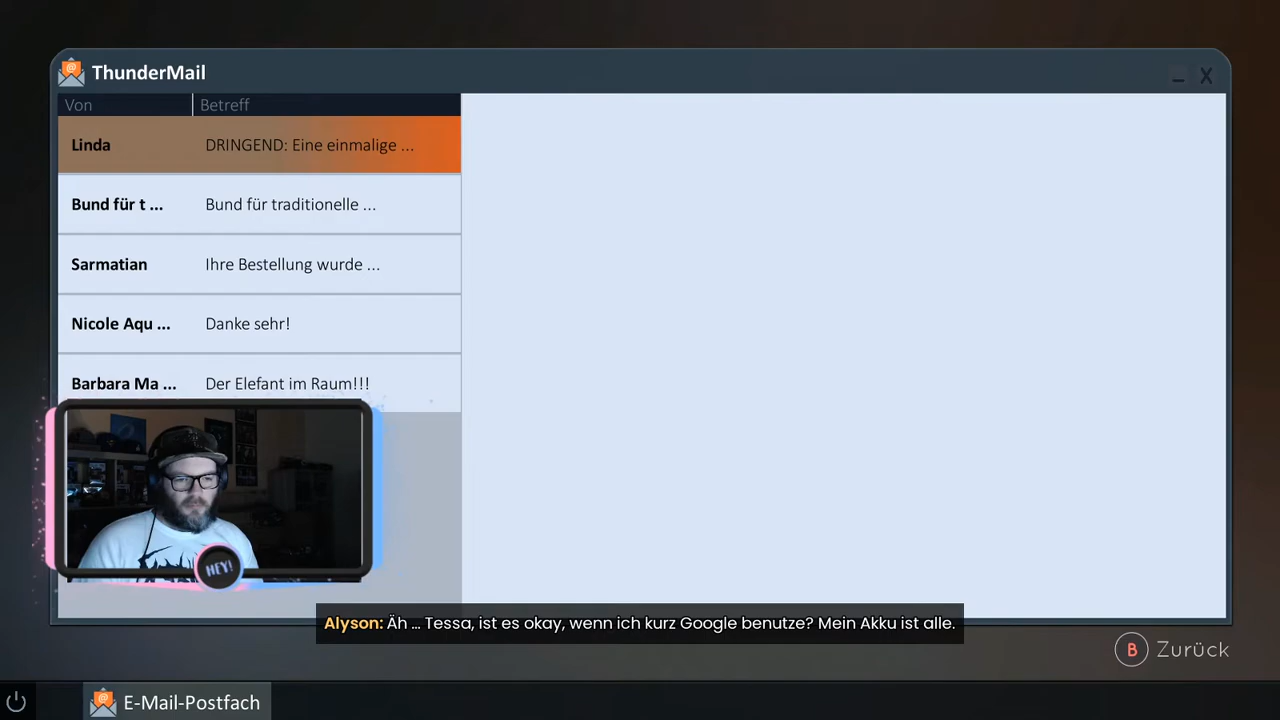 ThunderMail
Von Betreff
Linda DRINGEND: Eine einmalige ...
Bund für t ... Bund für traditionelle ...
Sarmatian Ihre Bestellung wurde ...
Nicole Aqu ... Danke sehr!
Barbara Ma ... Der Elefant im Raum!!!
HEY!
Alyson: Äh ... Tessa, ist es okay, wenn ich kurz Google benutze? Mein Akku ist alle.
B Zurück
E-Mail-Postfach